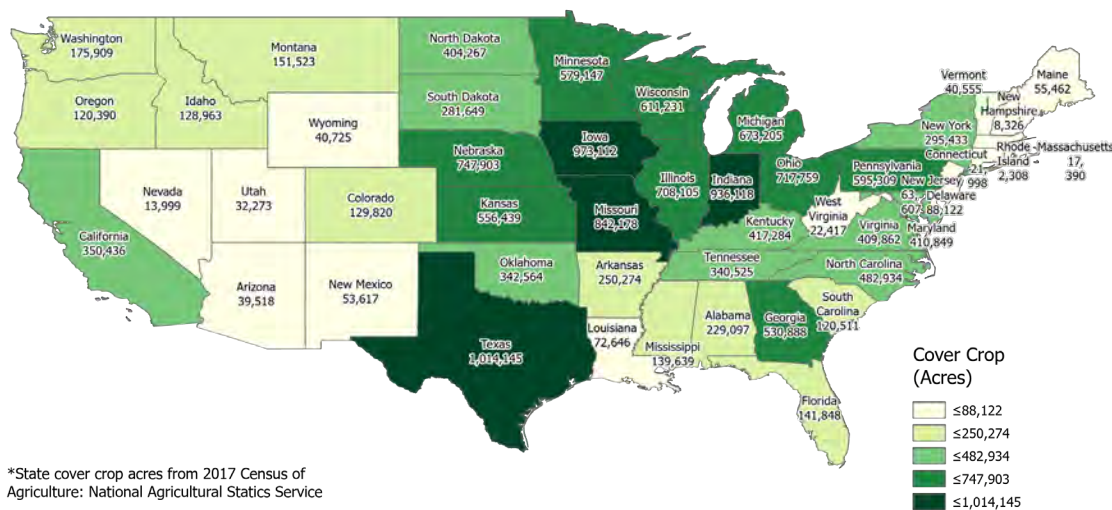 Washington
175,909
Montana
151,523
North Dakota
404,267
Minnesota
579,147
Vermont
40,555
Maine
55,462
Oregon
120,390
Idaho
128,963
Wyoming
40,725
South Dakota
281,649
Wisconsin
611,231
Michigan
673,205
New
Hampshire
8,326
New York
295,433
Massachusetts
17,
390
Rhode
Island
2,308
Connecticut
21,
998
Nevada
13,999
Utah
32,273
Colorado
129,820
Nebraska
747,903
Iowa
973,112
Illinois
708,105
Indiana
936,118
Ohio
717,759
Pennsylvania
595,309
New Jersey
63,
607
Delaware
88,122
Maryland
410,849
California
350,436
Kansas
556,439
Missouri
842,178
Kentucky
417,284
West
Virginia
22,417
Virginia
409,862
Arizona
39,518
New Mexico
53,617
Oklahoma
342,564
Arkansas
250,274
Tennessee
340,525
North Carolina
482,934
Texas
1,014,145
Louisiana
72,646
Mississippi
139,639
Alabama
229,097
Georgia
530,888
South
Carolina
120,511
Florida
141,848
Cover Crop
(Acres)
≤88,122
≤250,274
≤482,934
≤747,903
≤1,014,145
*State cover crop acres from 2017 Census of
Agriculture: National Agricultural Statics Service